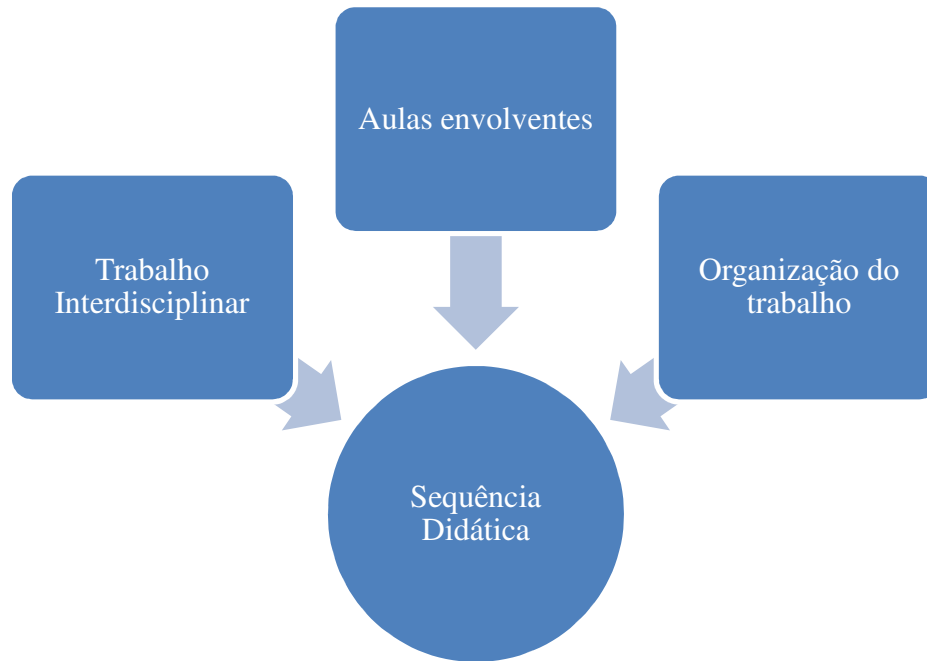 Aulas envolventes
Trabalho
Interdisciplinar
Organização do
trabalho
Sequência
Didática